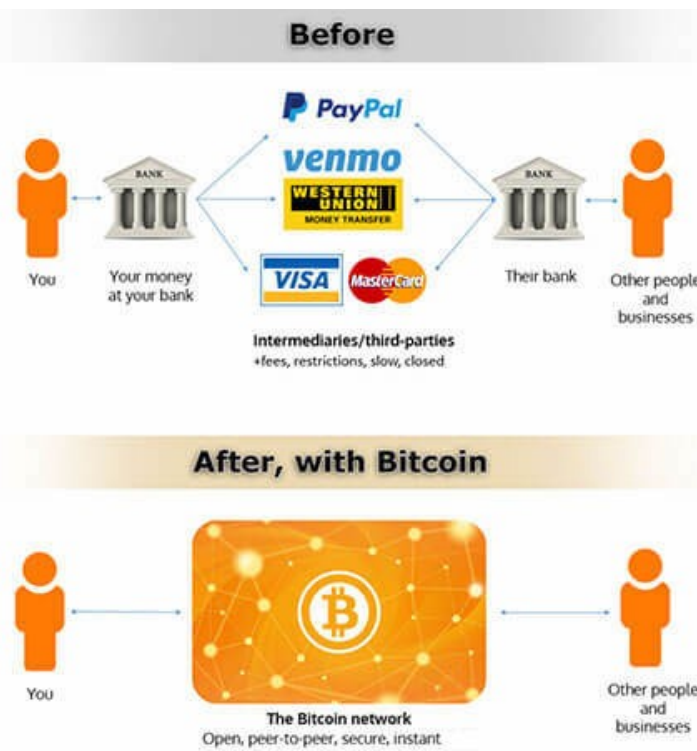 Before
PayPal
venmo
BANK
BANK
WESTERN
UNION
MONEY TRANSFER
VISA
MasterCard
You
Your money
at your bank
Their bank
Other people
and
businesses
Intermediaries/third-parties
+fees, restrictions, slow, closed
After, with Bitcoin
You
The Bitcoin network
Open, peer-to-peer, secure, instant
Other people
and
businesses